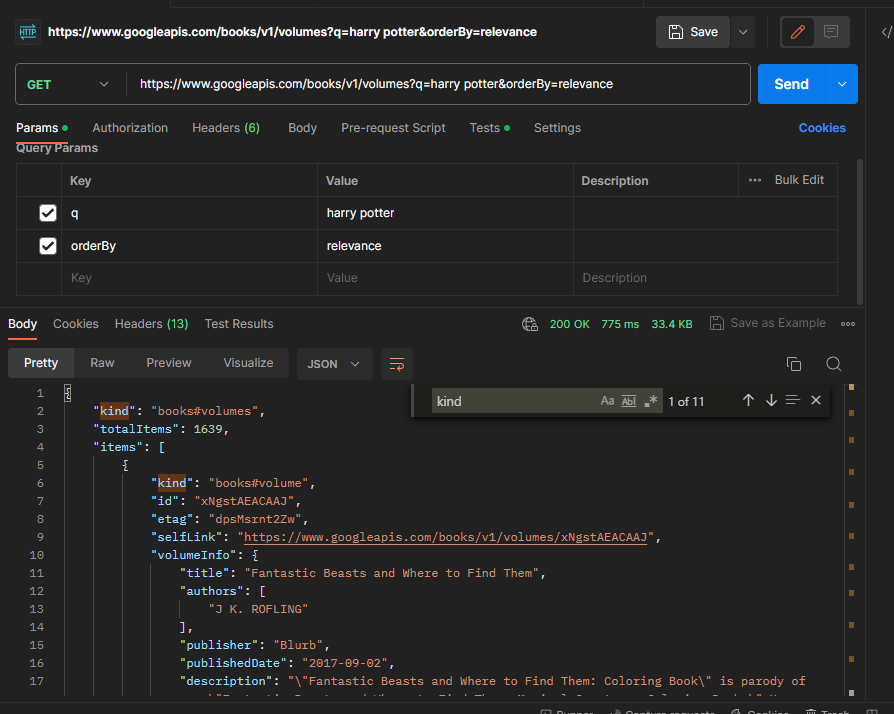 HTTP https://www.googleapis.com/books/v1/volumes?q=harry potter&orderBy=relevance Save
GET https://www.googleapis.com/books/v1/volumes?q=harry potter&orderBy=relevance Send
Params Authorization Headers (6) Body Pre-request Script Tests Settings Cookies
Query Params
Key Value Description Bulk Edit
q harry potter
orderBy relevance
Key Value Description
Body Cookies Headers (13) Test Results 200 OK 775 ms 33.4 KB Save as Example
Pretty Raw Preview Visualize JSON
kind Aa Abl .* 1 of 11
1 {
2 "kind": "books#volumes",
3 "totalItems": 1639,
4 "items": [
5 {
6 "kind": "books#volume",
7 "id": "xNgstAEACAAJ",
8 "etag": "dpsMsrnt2Zw",
9 "selfLink": "https://www.googleapis.com/books/v1/volumes/xNgstAEACAAJ",
10 "volumeInfo": {
11 "title": "Fantastic Beasts and Where to Find Them",
12 "authors": [
13 "J K. ROFLING"
14 ],
15 "publisher": "Blurb",
16 "publishedDate": "2017-09-02",
17 "description": "\"Fantastic Beasts and Where to Find Them: Coloring Book\" is parody of
Runner Capture requests Cookies Trash